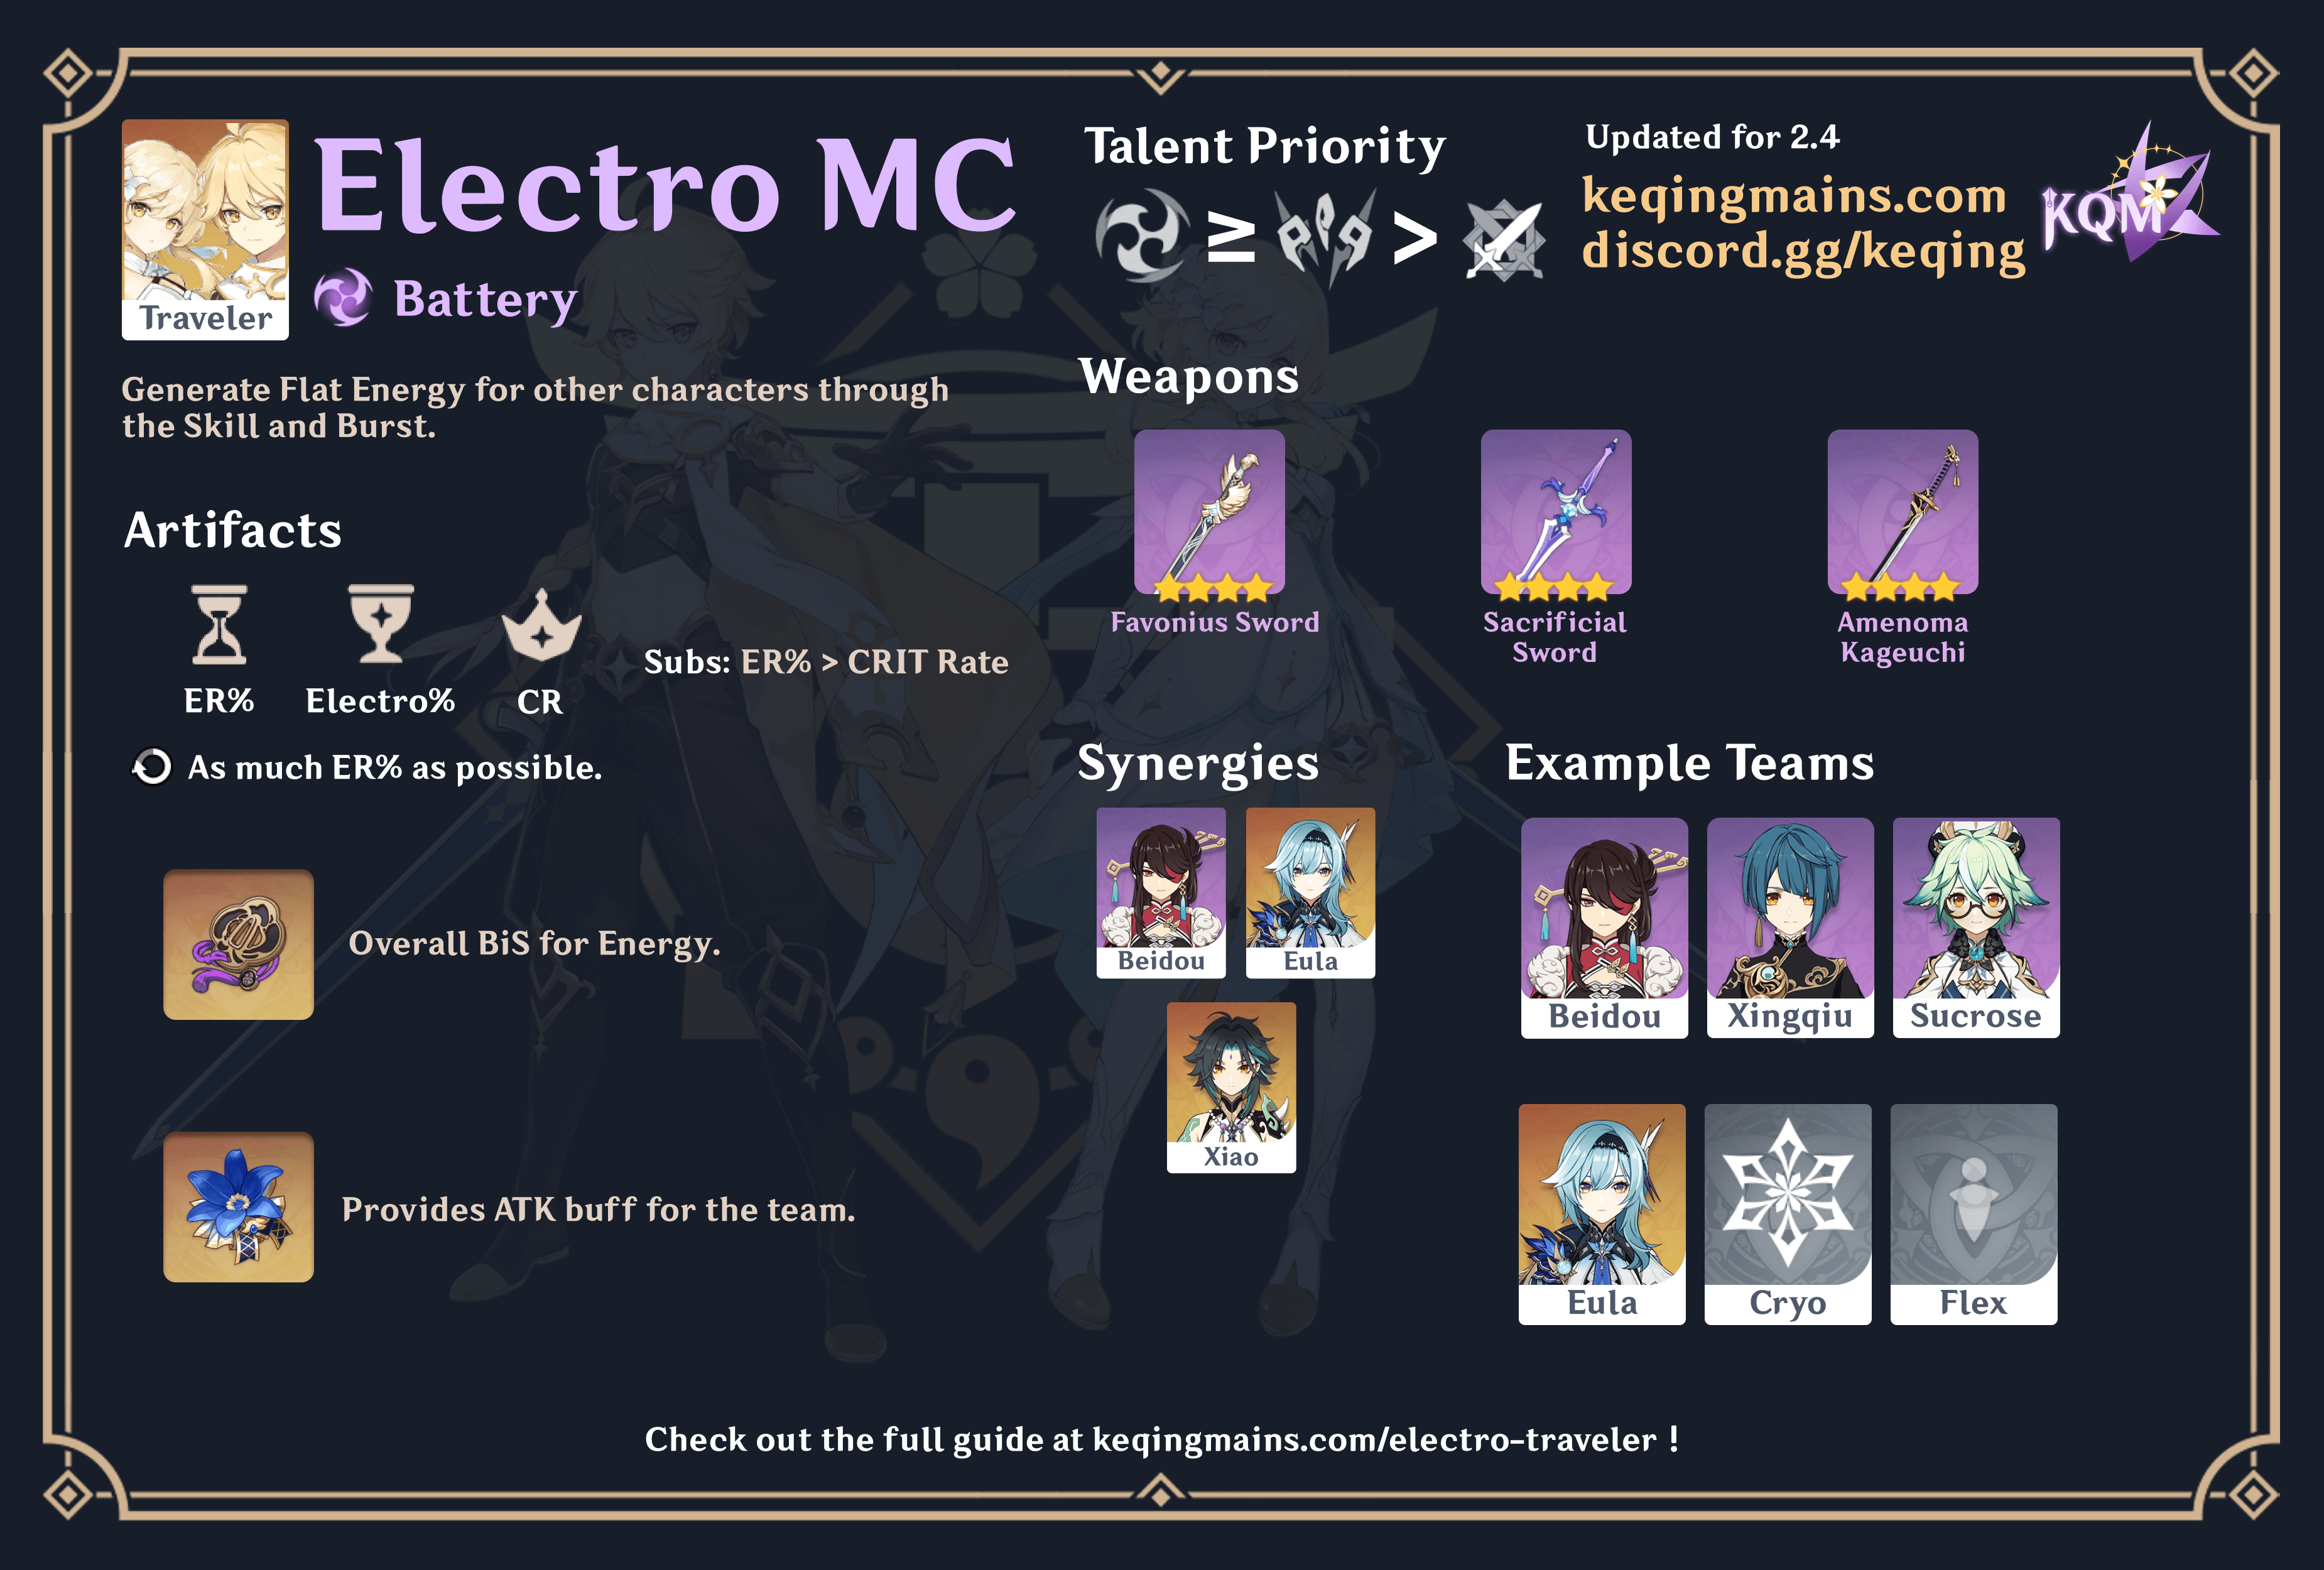 Electro MC
Traveler
Battery
Generate Flat Energy for other characters through
the Skill and Burst.
Artifacts
ER%
Electro%
CR
Subs: ER% > CRIT Rate
As much ER% as possible.
Overall BiS for Energy.
Provides ATK buff for the team.
Talent Priority
≥ >
Updated for 2.4
keqingmains.com
discord.gg/keqing
KQM
Weapons
Favonius Sword
Sacrificial
Sword
Amenoma
Kageuchi
Synergies
Beidou
Eula
Xiao
Example Teams
Beidou
Xingqiu
Sucrose
Eula
Cryo
Flex
Check out the full guide at keqingmains.com/electro-traveler !